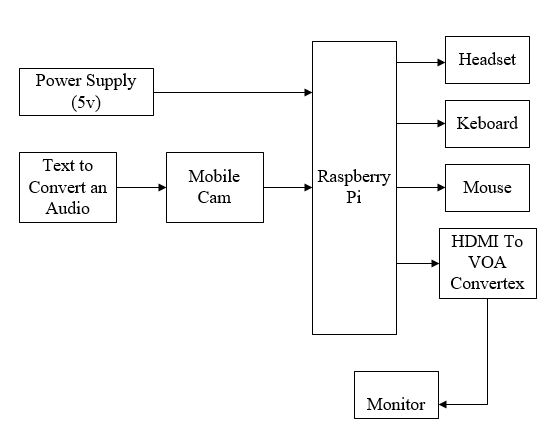 Power Supply
(5v)
Text to
Convert an
Audio
Mobile
Cam
Raspberry
Pi
Headset
Keboard
Mouse
HDMI To
VOA
Convertex
Monitor